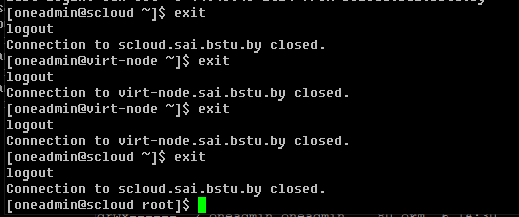 [oneadmin@scloud ~]$ exit
logout
Connection to scloud.sai.bstu.by closed.
[oneadmin@virt-node ~]$ exit
logout
Connection to virt-node.sai.bstu.by closed.
[oneadmin@virt-node ~]$ exit
logout
Connection to virt-node.sai.bstu.by closed.
[oneadmin@scloud ~]$ exit
logout
Connection to scloud.sai.bstu.by closed.
[oneadmin@scloud root]$